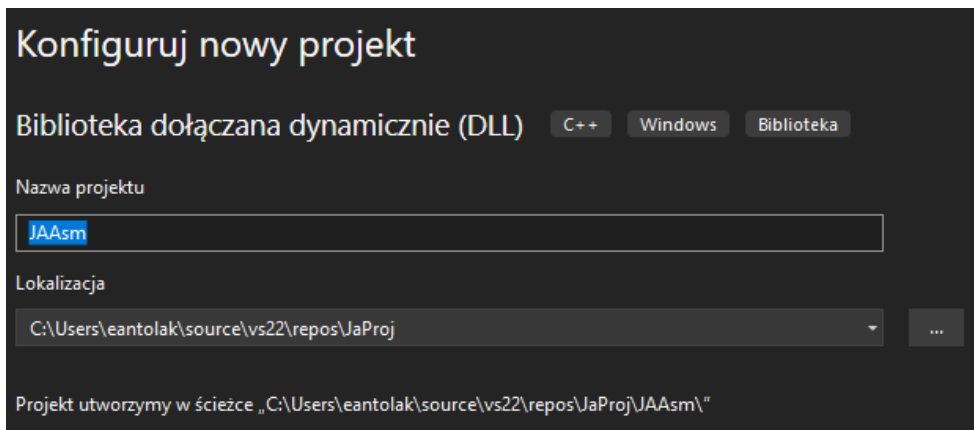 Konfiguruj nowy projekt
Biblioteka dołączana dynamicznie (DLL) C++ Windows Biblioteka
Nazwa projektu
JAAsm
Lokalizacja
C:\Users\eantolak\source\vs22\repos\JaProj ...
Projekt utworzymy w ścieżce „C:\Users\eantolak\source\vs22\repos\JaProj\JAAsm\”